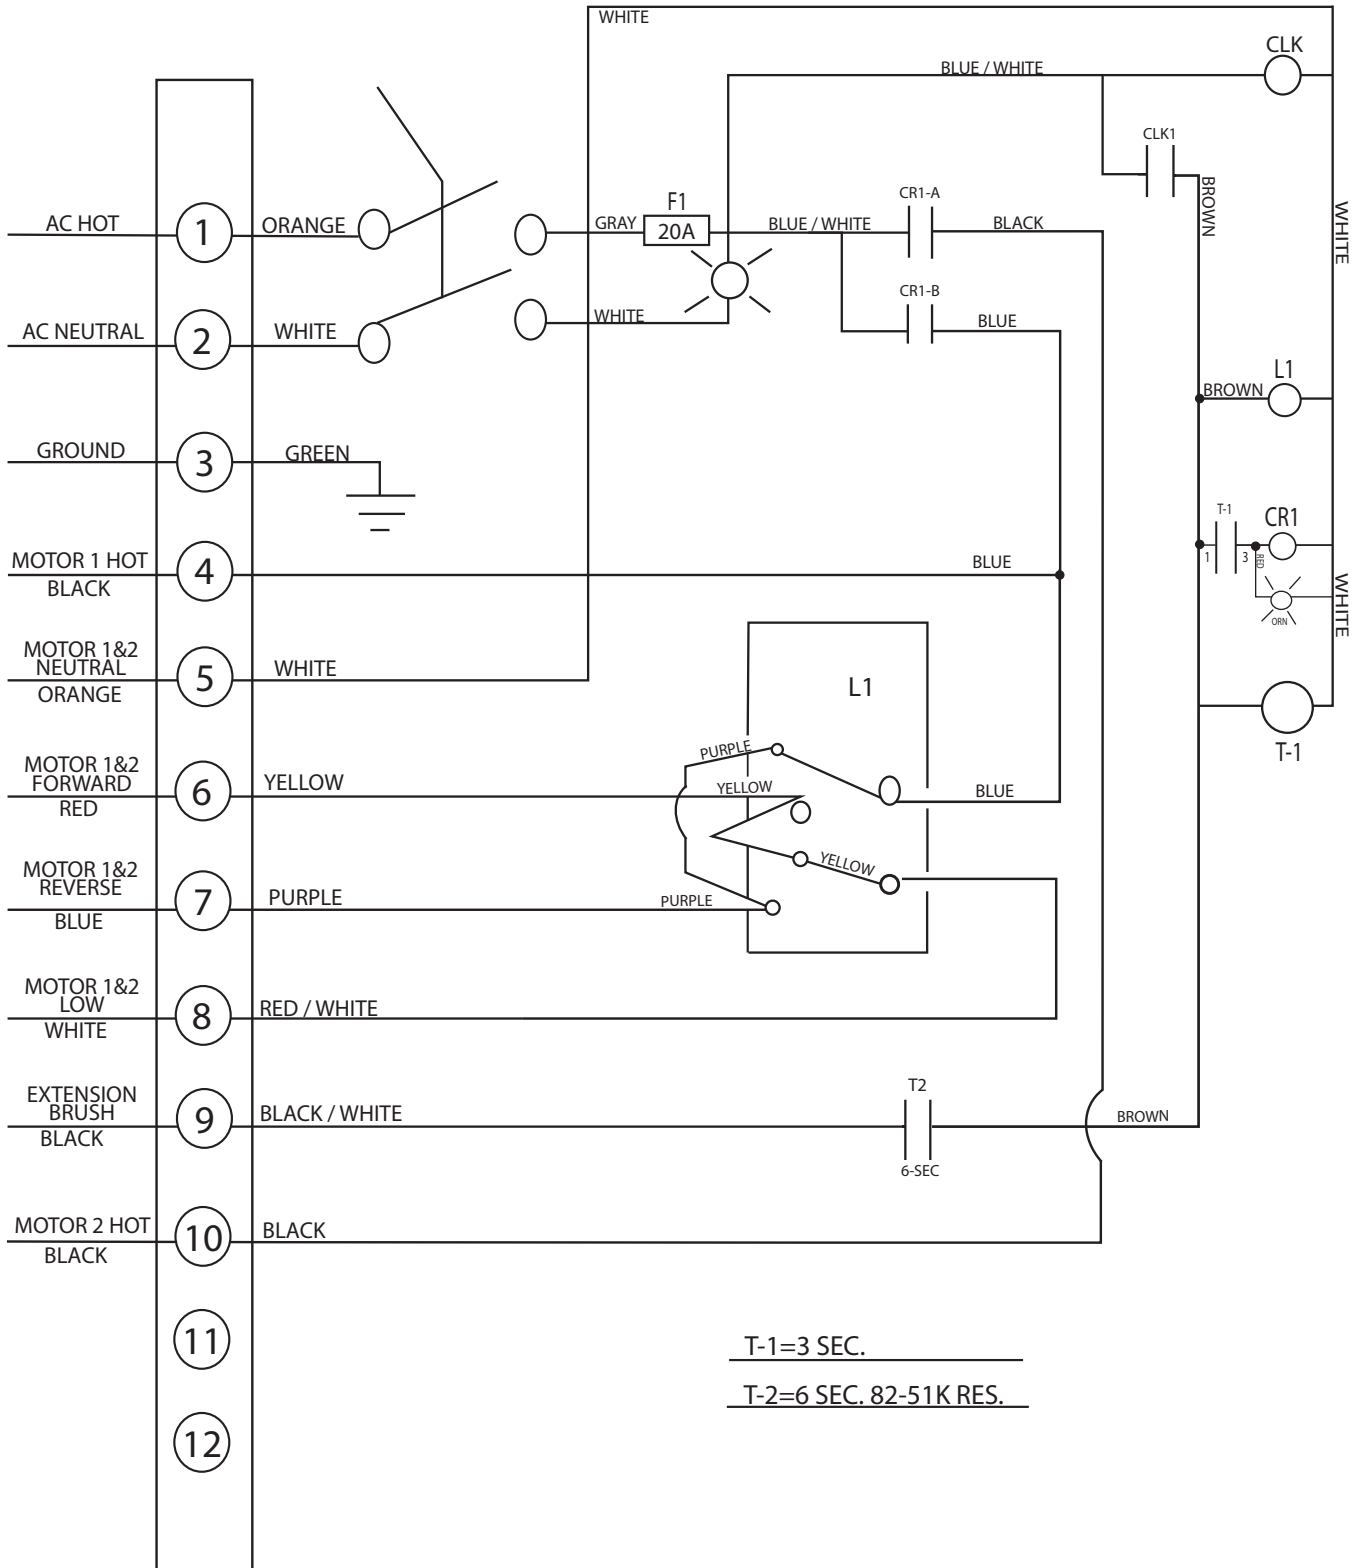 WHITE
CLK
BLUE / WHITE
CLK1
BROWN
WHITE
AC HOT
1
ORANGE
GRAY
F1
20A
BLUE / WHITE
CR1-A
BLACK
CR1-B
BLUE
AC NEUTRAL
2
WHITE
WHITE
L1
BROWN
GROUND
3
GREEN
T-1
1
3
RED
CR1
ORN
WHITE
MOTOR 1 HOT
BLACK
4
BLUE
MOTOR 1&2
NEUTRAL
ORANGE
5
WHITE
L1
T-1
MOTOR 1&2
FORWARD
RED
6
YELLOW
PURPLE
YELLOW
BLUE
YELLOW
MOTOR 1&2
REVERSE
BLUE
7
PURPLE
PURPLE
MOTOR 1&2
LOW
WHITE
8
RED / WHITE
EXTENSION
BRUSH
BLACK
9
BLACK / WHITE
T2
6-SEC
BROWN
MOTOR 2 HOT
BLACK
10
BLACK
11
12
T-1=3 SEC.
T-2=6 SEC. 82-51K RES.